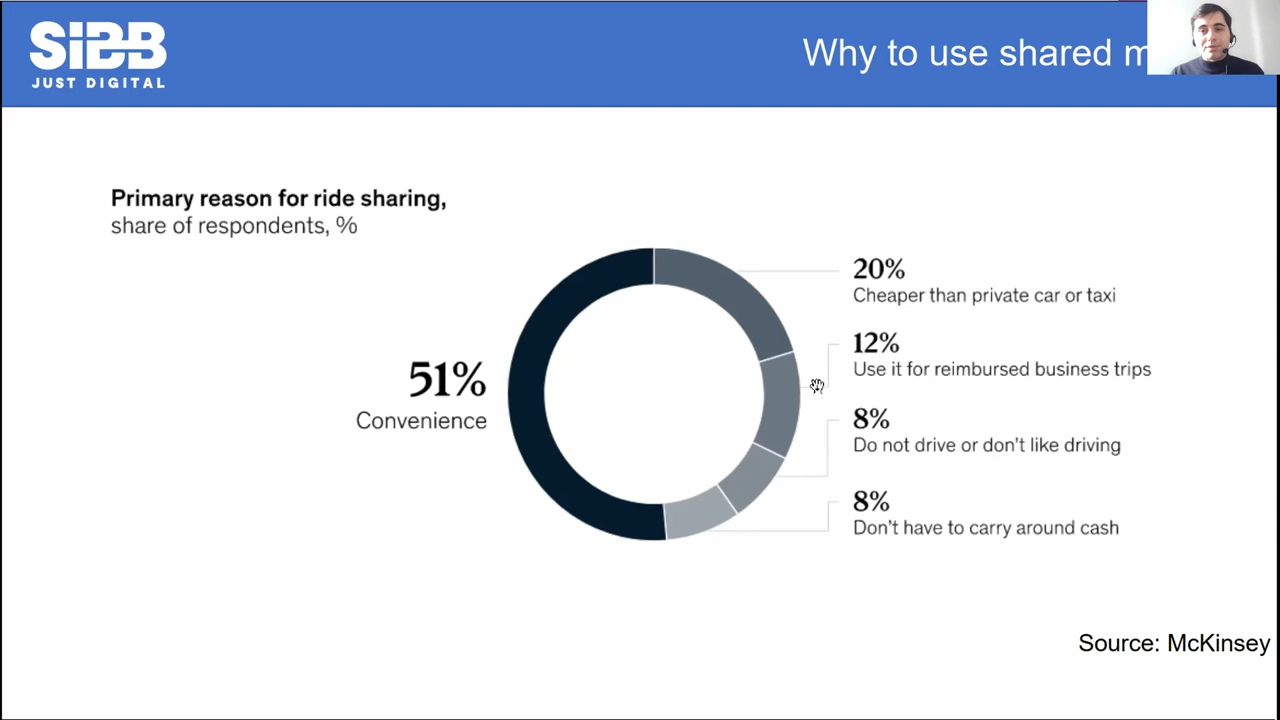 SiBB
JUST DIGITAL
Why to use shared
Primary reason for ride sharing,
share of respondents, %
51%
Convenience
20%
Cheaper than private car or taxi
12%
Use it for reimbursed business trips
8%
Do not drive or don't like driving
8%
Don't have to carry around cash
Source: McKinsey